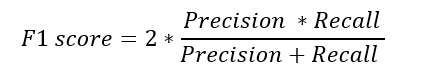 F1 score = 2 * Precision * Recall / Precision + Recall